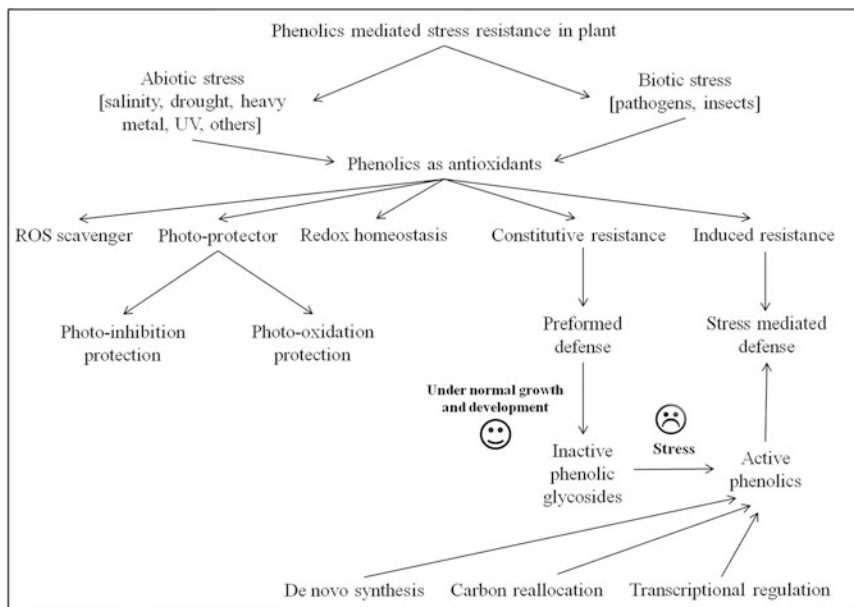 Phenolics mediated stress resistance in plant
Abiotic stress
[salinity, drought, heavy
metal, UV, others]
Biotic stress
[pathogens, insects]
Phenolics as antioxidants
ROS scavenger
Photo-protector
Redox homeostasis
Constitutive resistance
Induced resistance
Photo-inhibition
protection
Photo-oxidation
protection
Preformed
defense
Stress mediated
defense
Under normal growth
and development
Stress
Inactive
phenolic
glycosides
Active
phenolics
De novo synthesis
Carbon reallocation
Transcriptional regulation